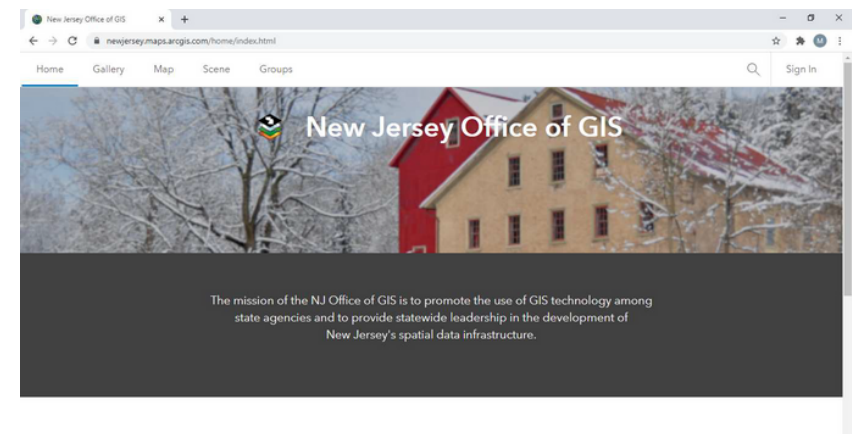 New Jersey Office of GIS
newjersey.maps.arcgis.com/home/index.html
M
Home Gallery Map Scene Groups Sign In
New Jersey Office of GIS
The mission of the NJ Office of GIS is to promote the use of GIS technology among
state agencies and to provide statewide leadership in the development of
New Jersey's spatial data infrastructure.